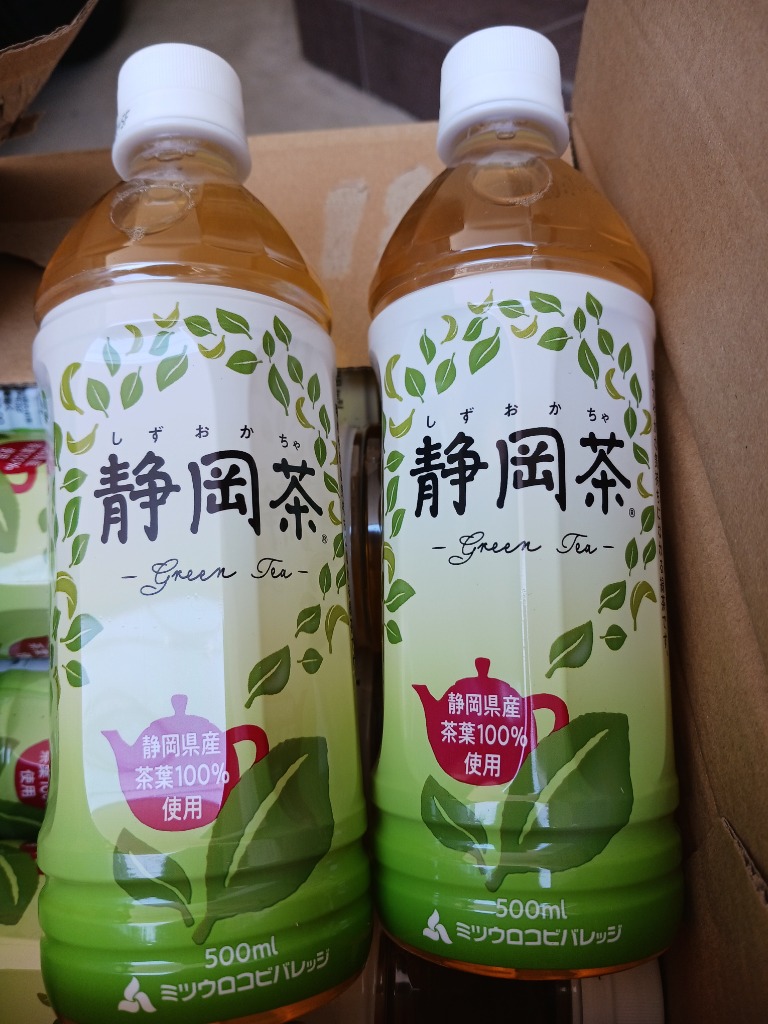 しずおかちゃ
静岡茶®
Green Tea
静岡県産
茶葉100%
使用
500ml
ミツウロコビバレッジ
しずおかちゃ
静岡茶®
Green Tea
静岡県産
茶葉100%
使用
500ml
ミツウロコビバレッジ